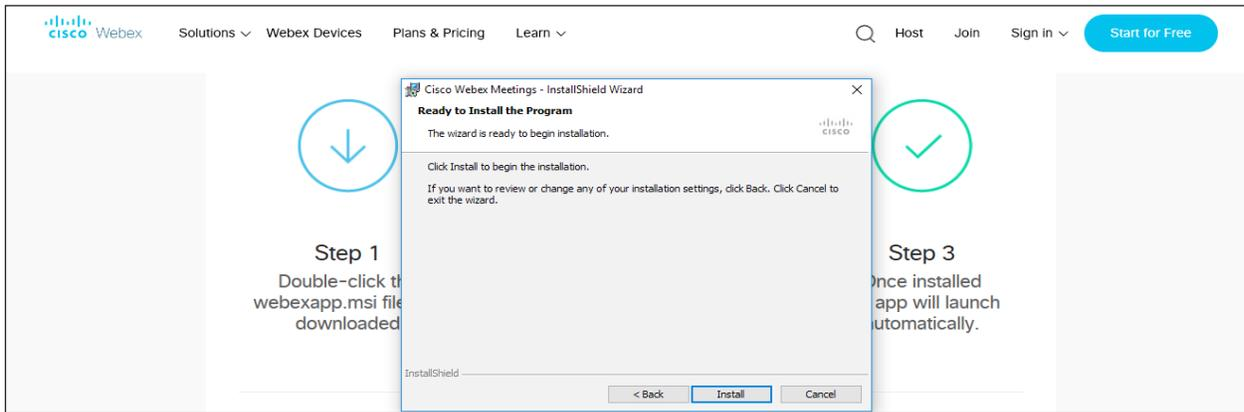 CISCO Webex Solutions Webex Devices Plans & Pricing Learn Host Join Sign in Start for Free
Cisco Webex Meetings - InstallShield Wizard
Ready to Install the Program
The wizard is ready to begin installation.
CISCO
Click Install to begin the installation.
If you want to review or change any of your installation settings, click Back. Click Cancel to
exit the wizard.
InstallShield
< Back Install Cancel
Step 1
Double-click
webexapp.msi file
downloaded
Step 3
installed
app will launch
automatically.